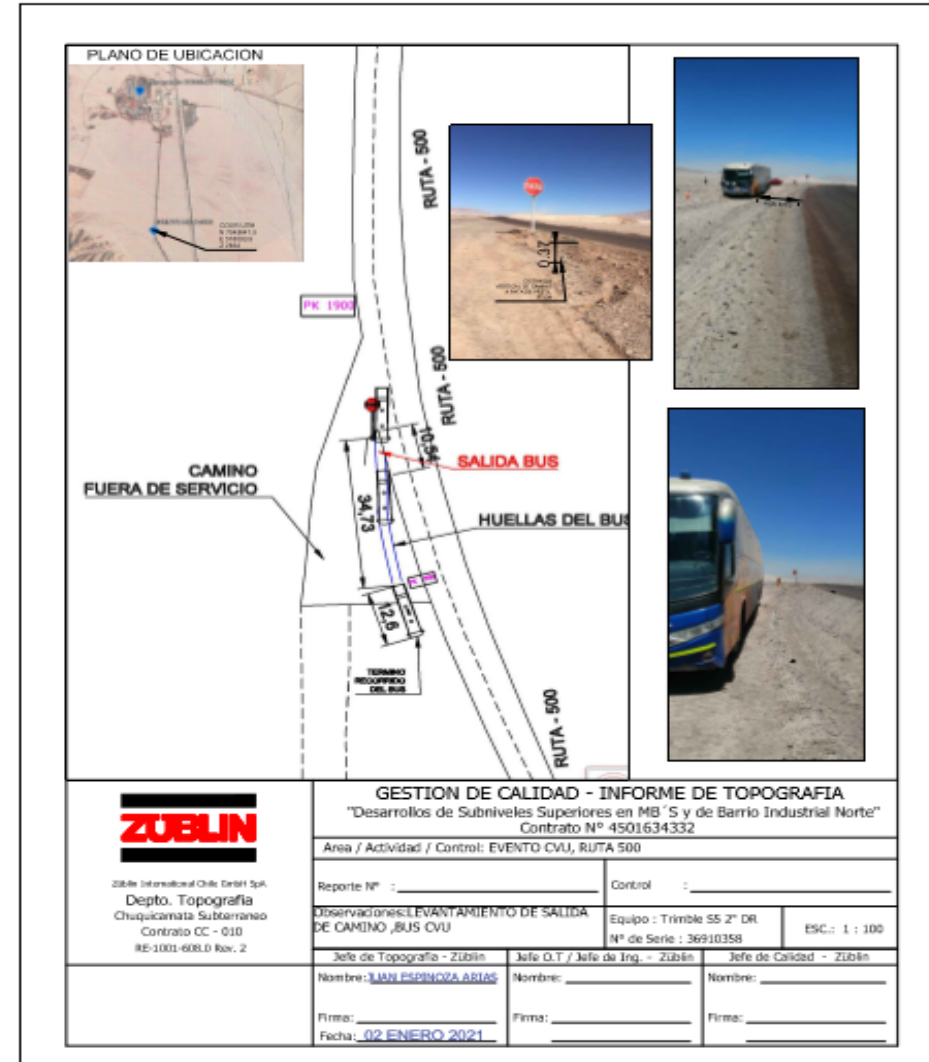 PLANO DE UBICACION
RUTA - 500
PK 1900
0.37
RUTA - 500
10,54
SALIDA BUS
CAMINO
FUERA DE SERVICIO
34,73
HUELLAS DEL BUS
12,6
TERMINO
RECORRIDO
DEL BUS
RUTA - 500
ZÜBLIN
Züblin International Chile GmbH SpA
Depto. Topografia
Chuquicamata Subterraneo
Contrato CC - 010
RE-1001-608.0 Rev. 2
GESTION DE CALIDAD - INFORME DE TOPOGRAFIA
"Desarrollos de Subniveles Superiores en MB´S y de Barrio Industrial Norte"
Contrato N° 4501634332
Area / Actividad / Control: EVENTO CVU, RUTA 500
Reporte N° :
Control :
Observaciones:LEVANTAMIENTO DE SALIDA
DE CAMINO ,BUS CVU
Equipo : Trimble S5 2" DR
N° de Serie : 36910358
ESC.: 1 : 100
Jefe de Topografia - Züblin
Jefe O.T / Jefe de Ing. - Züblin
Jefe de Calidad - Züblin
Nombre: JUAN ESPINOZA ARIAS
Nombre:
Nombre:
Firma:
Firma:
Firma:
Fecha: 02 ENERO 2021